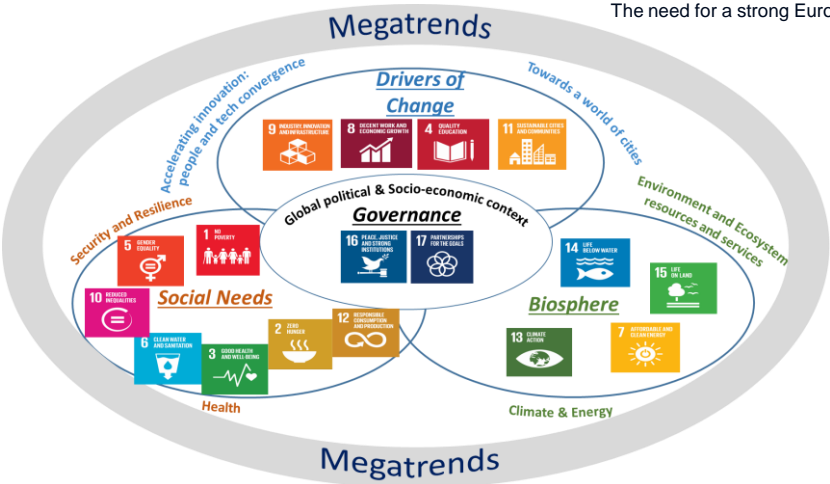 The need for a strong Euro
Megatrends
Accelerating innovation:
people and tech convergence
Drivers of
Change
Towards a world of cities
9 INDUSTRY, INNOVATION
AND INFRASTRUCTURE
8 DECENT WORK AND
ECONOMIC GROWTH
4 QUALITY
EDUCATION
11 SUSTAINABLE CITIES
AND COMMUNITIES
Global political & Socio-economic context
Governance
16 PEACE, JUSTICE
AND STRONG
INSTITUTIONS
17 PARTNERSHIPS
FOR THE GOALS
Security and Resilience
5 GENDER
EQUALITY
1 NO
POVERTY
10 REDUCED
INEQUALITIES
Social Needs
6 CLEAN WATER
AND SANITATION
3 GOOD HEALTH
AND WELL-BEING
2 ZERO
HUNGER
12 RESPONSIBLE
CONSUMPTION
AND PRODUCTION
Health
Environment and Ecosystem
resources and services
14 LIFE
BELOW WATER
15 LIFE
ON LAND
Biosphere
13 CLIMATE
ACTION
7 AFFORDABLE AND
CLEAN ENERGY
Climate & Energy
Megatrends